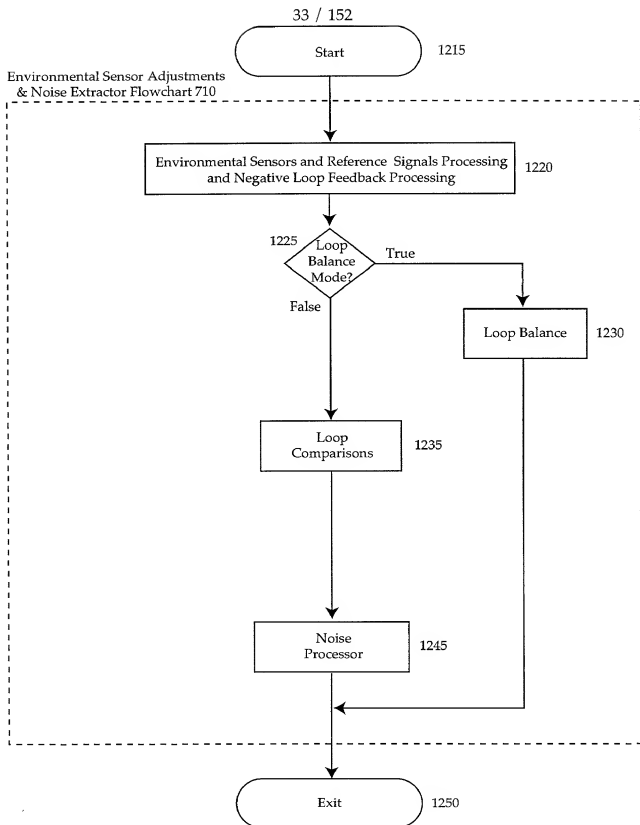 33 / 152
Start
1215
Environmental Sensor Adjustments
& Noise Extractor Flowchart 710
Environmental Sensors and Reference Signals Processing
and Negative Loop Feedback Processing
1220
1225
Loop
Balance
Mode?
True
False
Loop Balance
1230
Loop
Comparisons
1235
Noise
Processor
1245
Exit
1250